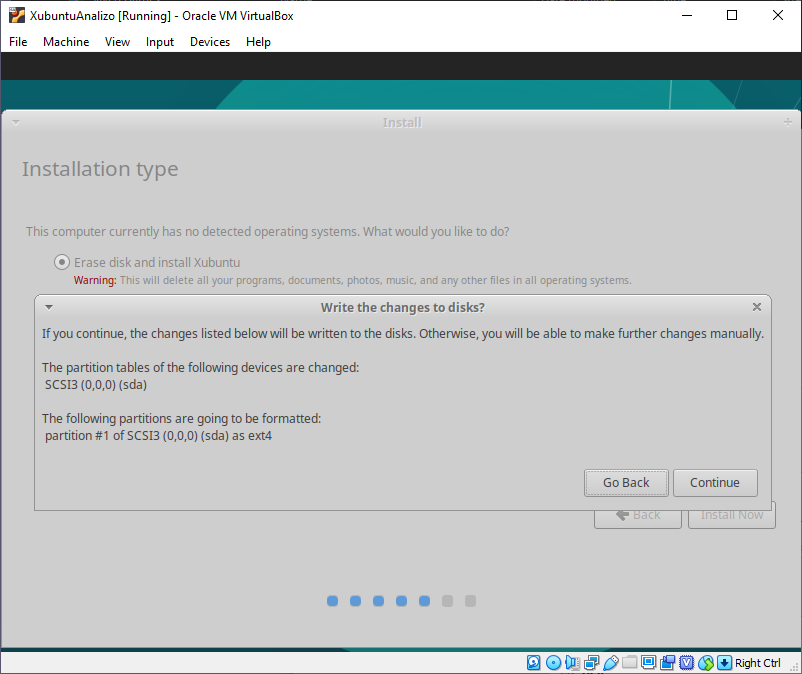 XubuntuAnalizo [Running] - Oracle VM VirtualBox
File Machine View Input Devices Help
Install
Installation type
This computer currently has no detected operating systems. What would you like to do?
Erase disk and install Xubuntu
Warning: This will delete all your programs, documents, photos, music, and any other files in all operating systems.
Write the changes to disks?
If you continue, the changes listed below will be written to the disks. Otherwise, you will be able to make further changes manually.
The partition tables of the following devices are changed:
SCSI3 (0,0,0) (sda)
The following partitions are going to be formatted:
partition #1 of SCSI3 (0,0,0) (sda) as ext4
Go Back Continue
Back Install Now
Right Ctrl